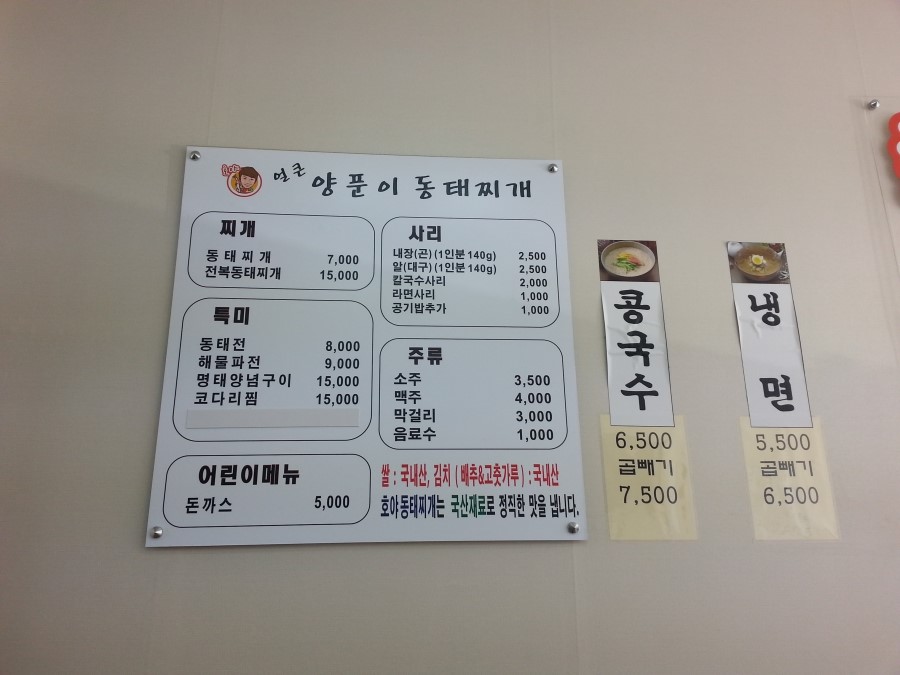 호야
얼큰 양푼이동태찌개
찌개
동태찌개 7,000
전복동태찌개 15,000
특미
동태전 8,000
해물파전 9,000
명태양념구이 15,000
코다리찜 15,000
어린이메뉴
돈까스 5,000
사리
내장(곤) (1인분 140g) 2,500
알(대구) (1인분 140g) 2,500
칼국수사리 2,000
라면사리 1,000
공기밥추가 1,000
주류
소주 3,500
맥주 4,000
막걸리 3,000
음료수 1,000
쌀 : 국내산, 김치 ( 배추&고춧가루 ) : 국내산
호야동태찌개는 국산재료로 정직한 맛을 냅니다.
콩국수
6,500
곱빼기
7,500
냉면
5,500
곱빼기
6,500